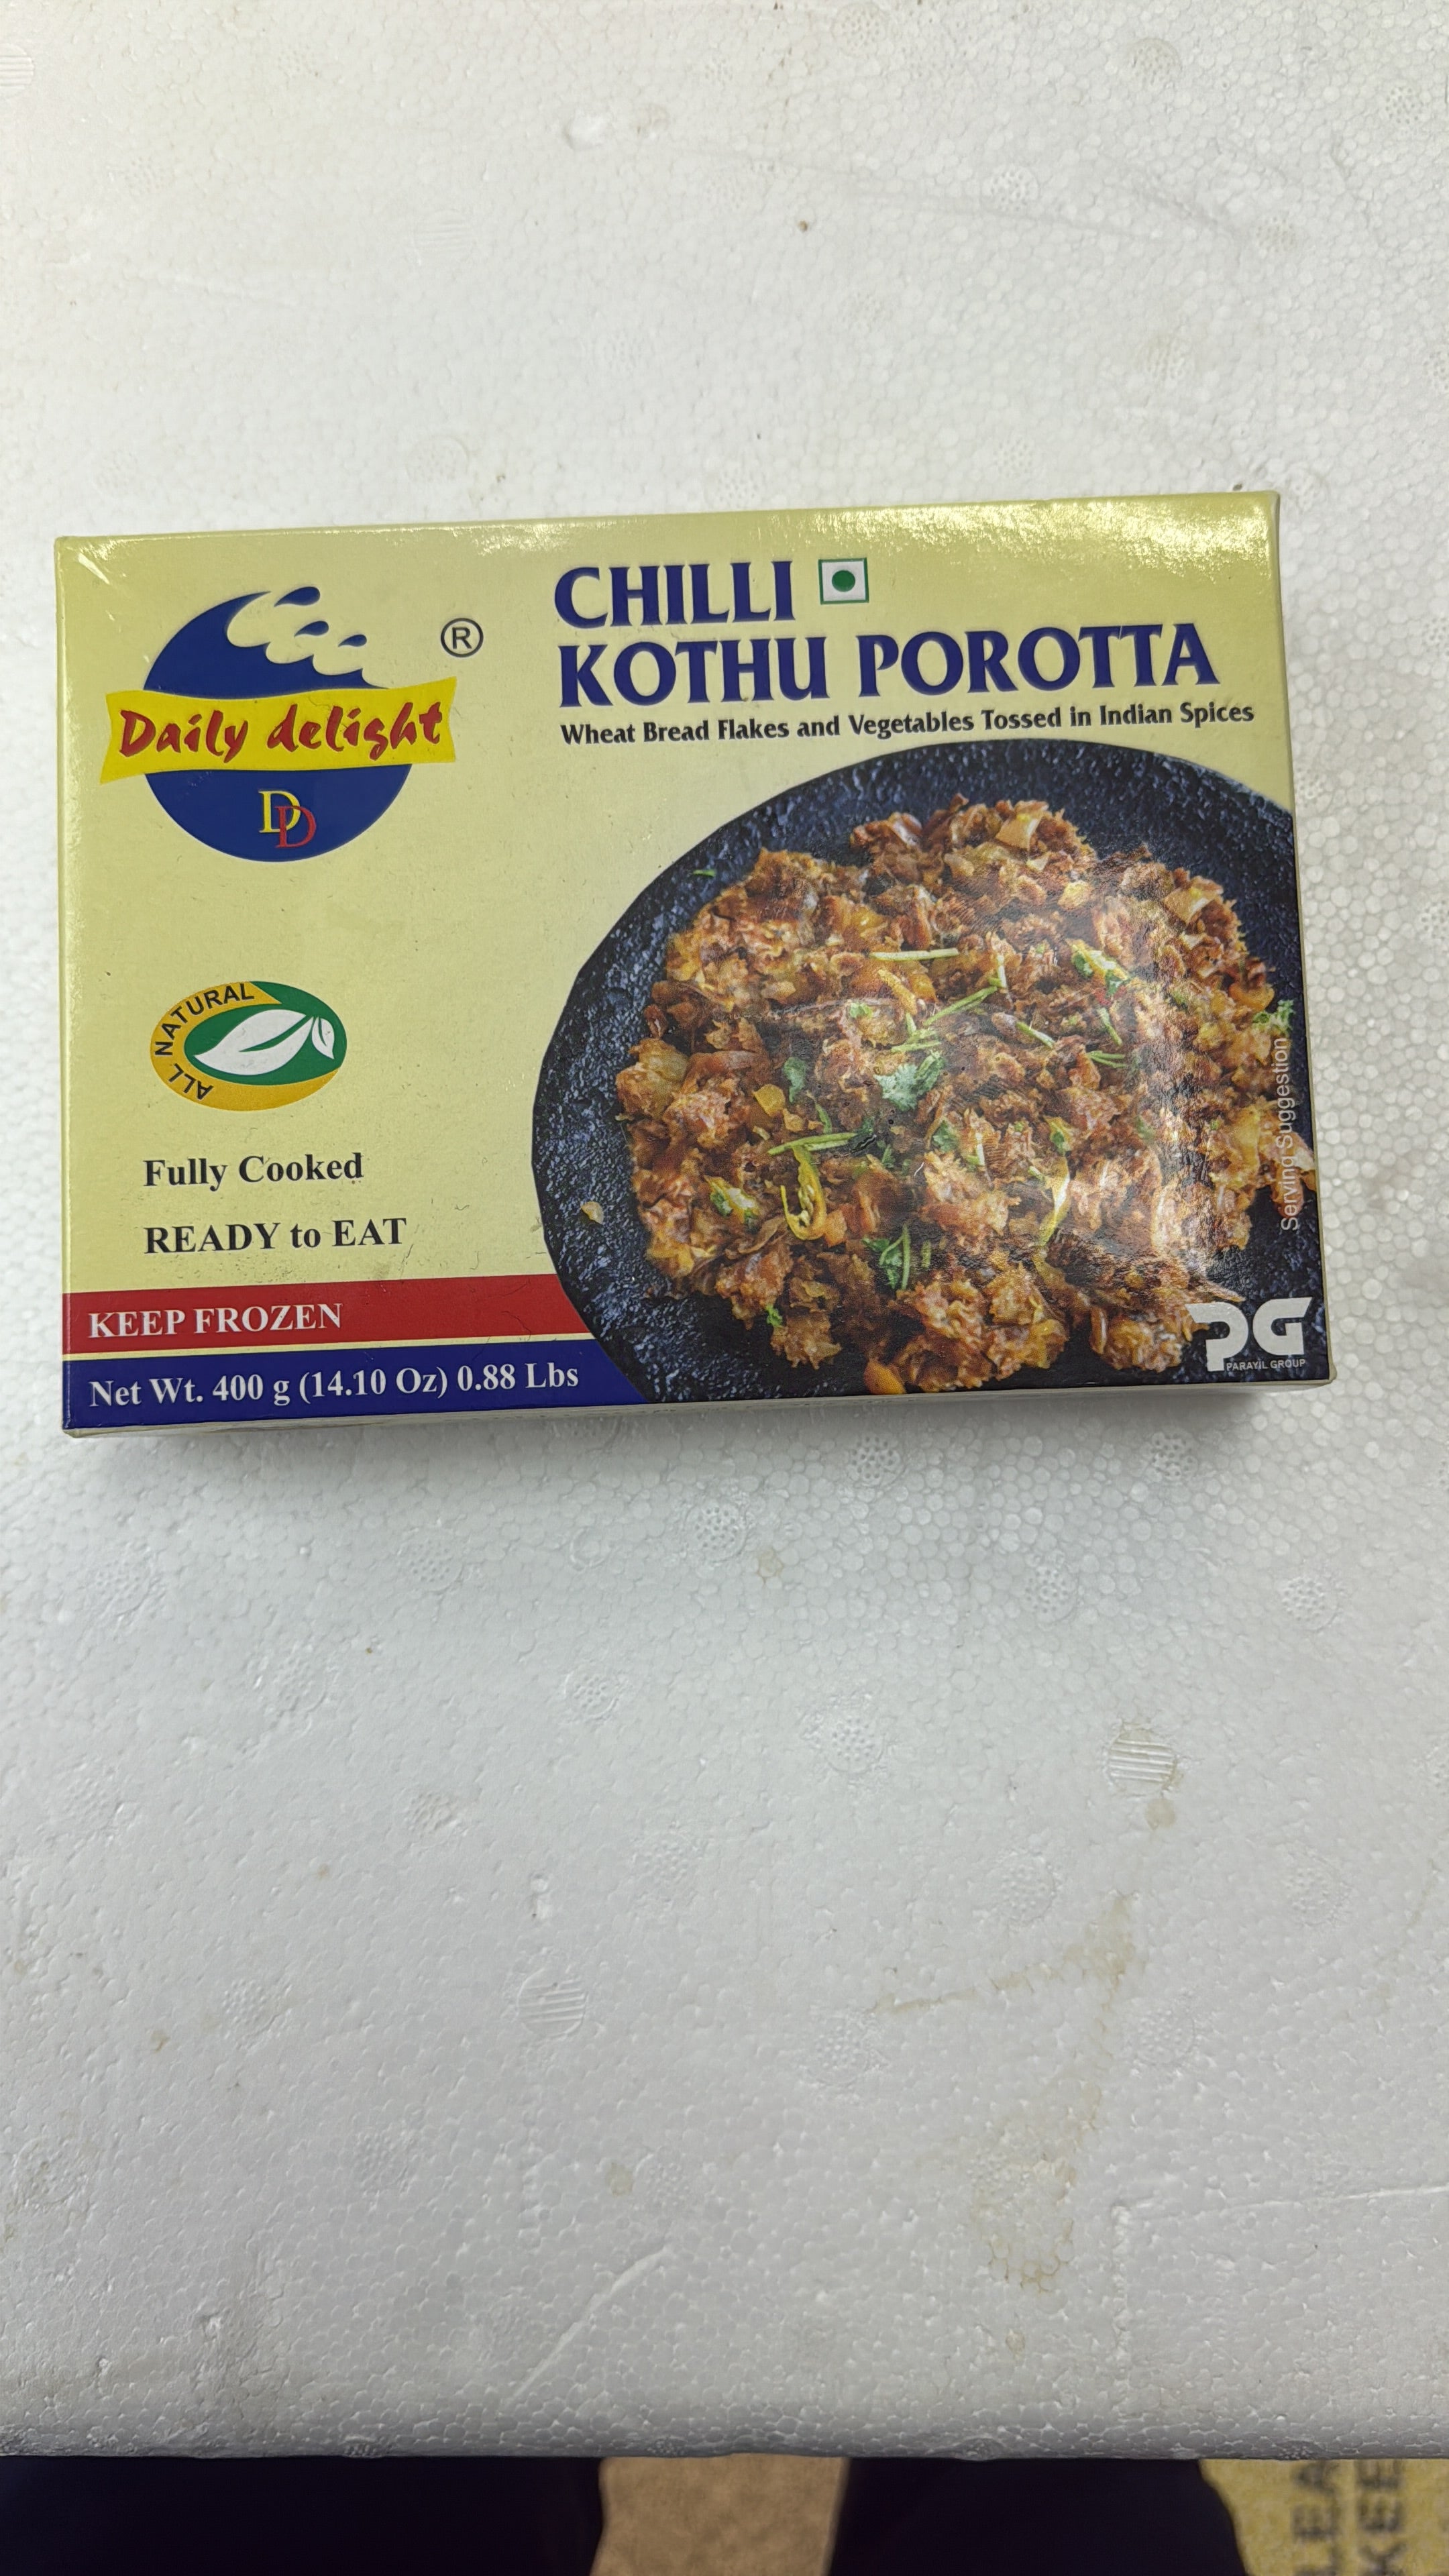 CHILLI
KOTHU POROTTA
Wheat Bread Flakes and Vegetables Tossed in Indian Spices
®
Daily delight
DD
ALL NATURAL
Fully Cooked
READY to EAT
KEEP FROZEN
Net Wt. 400 g (14.10 Oz) 0.88 Lbs
Serving Suggestion
PG
PARAYIL GROUP